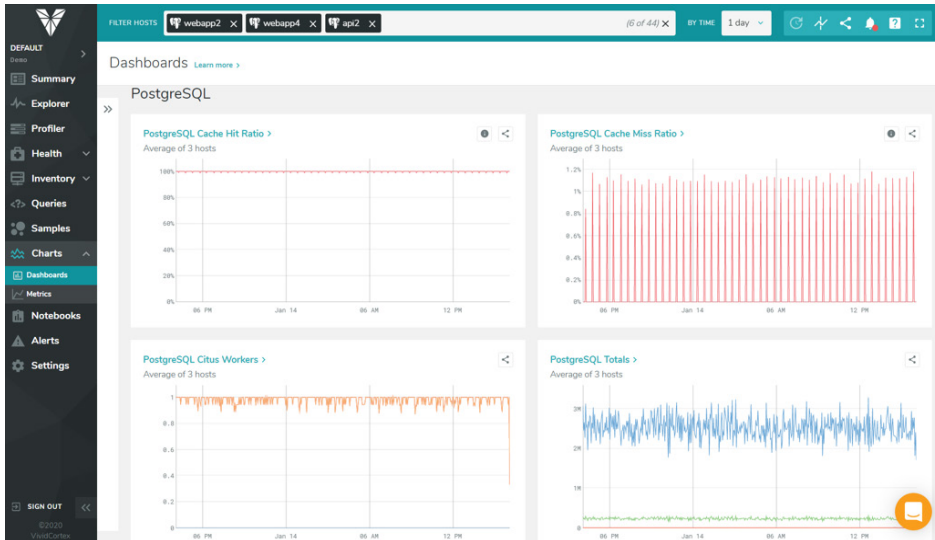 FILTER HOSTS webapp2 × webapp4 × api2 × (6 of 44) × BY TIME 1 day
DEFAULT
Demo
Dashboards Learn more >
Summary
Explorer
Profiler
Health
Inventory
<?> Queries
Samples
Charts
Dashboards
Metrics
Notebooks
Alerts
Settings
SIGN OUT
©2020
VividCortex
PostgreSQL
PostgreSQL Cache Hit Ratio >
Average of 3 hosts
100%
80%
60%
40%
20%
0%
06 PM Jan 14 06 AM 12 PM
PostgreSQL Cache Miss Ratio >
Average of 3 hosts
1.2%
1%
0.8%
0.6%
0.4%
0.2%
0%
06 PM Jan 14 06 AM 12 PM
PostgreSQL Citus Workers >
Average of 3 hosts
1
0.8
0.6
0.4
0.2
0
06 PM Jan 14 06 AM 12 PM
PostgreSQL Totals >
Average of 3 hosts
3M
2M
1M
0
06 PM Jan 14 06 AM 12 PM